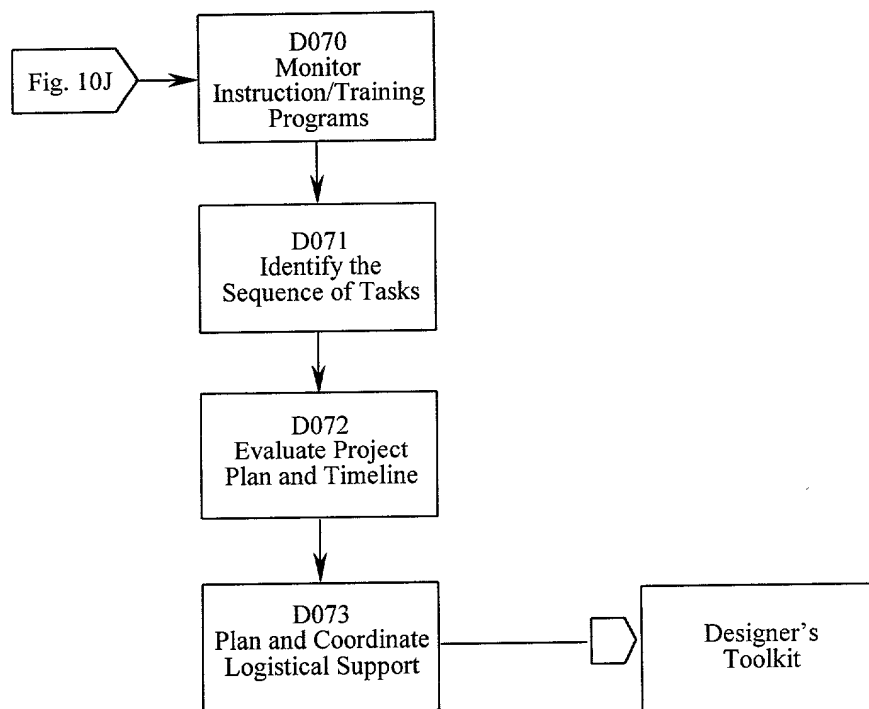 Fig. 10J
D070
Monitor
Instruction/Training
Programs
D071
Identify the
Sequence of Tasks
D072
Evaluate Project
Plan and Timeline
D073
Plan and Coordinate
Logistical Support
Designer's
Toolkit